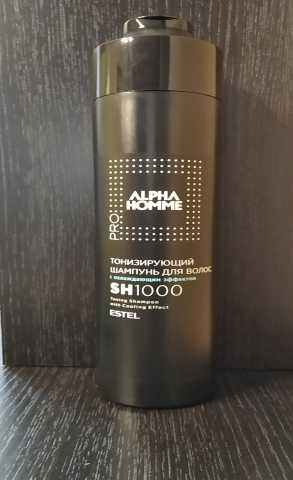 ALPHA
HOMME
PRO
ТОНИЗИРУЮЩИЙ
ШАМПУНЬ ДЛЯ ВОЛОС
с охлаждающим эффектом
SH1000
Toning Shampoo
with Cooling Effect
ESTEL